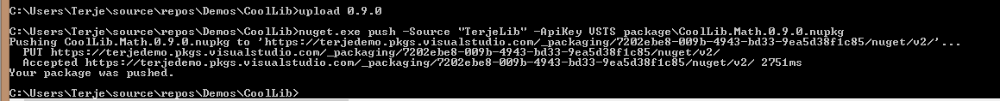 C:\Users\Terje\source\repos\Demos\CoolLib>upload 0.9.0
C:\Users\Terje\source\repos\Demos\CoolLib>nuget.exe push -Source "TerjeLib" -ApiKey VSTS package\CoolLib.Math.0.9.0.nupkg
Pushing CoolLib.Math.0.9.0.nupkg to 'https://terjedemo.pkgs.visualstudio.com/_packaging/7202ebe8-009b-4943-bd33-9ea5d38f1c85/nuget/v2/'...
PUT https://terjedemo.pkgs.visualstudio.com/_packaging/7202ebe8-009b-4943-bd33-9ea5d38f1c85/nuget/v2/
Accepted https://terjedemo.pkgs.visualstudio.com/_packaging/7202ebe8-009b-4943-bd33-9ea5d38f1c85/nuget/v2/ 2751ms
Your package was pushed.
C:\Users\Terje\source\repos\Demos\CoolLib>